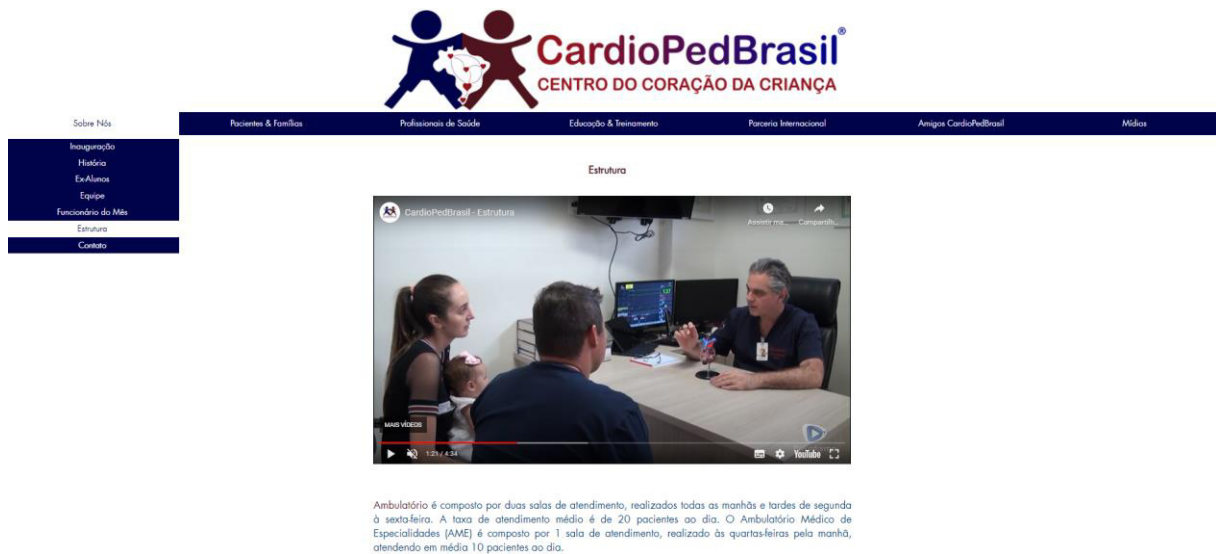 CardioPedBrasil®
CENTRO DO CORAÇÃO DA CRIANÇA
Sobre Nós
Pacientes & Famílias
Profissionais de Saúde
Educação & Treinamento
Parceria Internacional
Amigos CardioPedBrasil
Mídias
Inauguração
História
Ex-Alunos
Equipe
Funcionário do Mês
Estrutura
Contato
Estrutura
CardioPedBrasil - Estrutura
Assistir ma...
Compartilh...
MAIS VÍDEOS
1:21 / 4:34
YouTube
Ambulatório é composto por duas salas de atendimento, realizados todas as manhãs e tardes de segunda
à sexta-feira. A taxa de atendimento médio é de 20 pacientes ao dia. O Ambulatório Médico de
Especialidades (AME) é composto por 1 sala de atendimento, realizado às quartas-feiras pela manhã,
atendendo em média 10 pacientes ao dia.